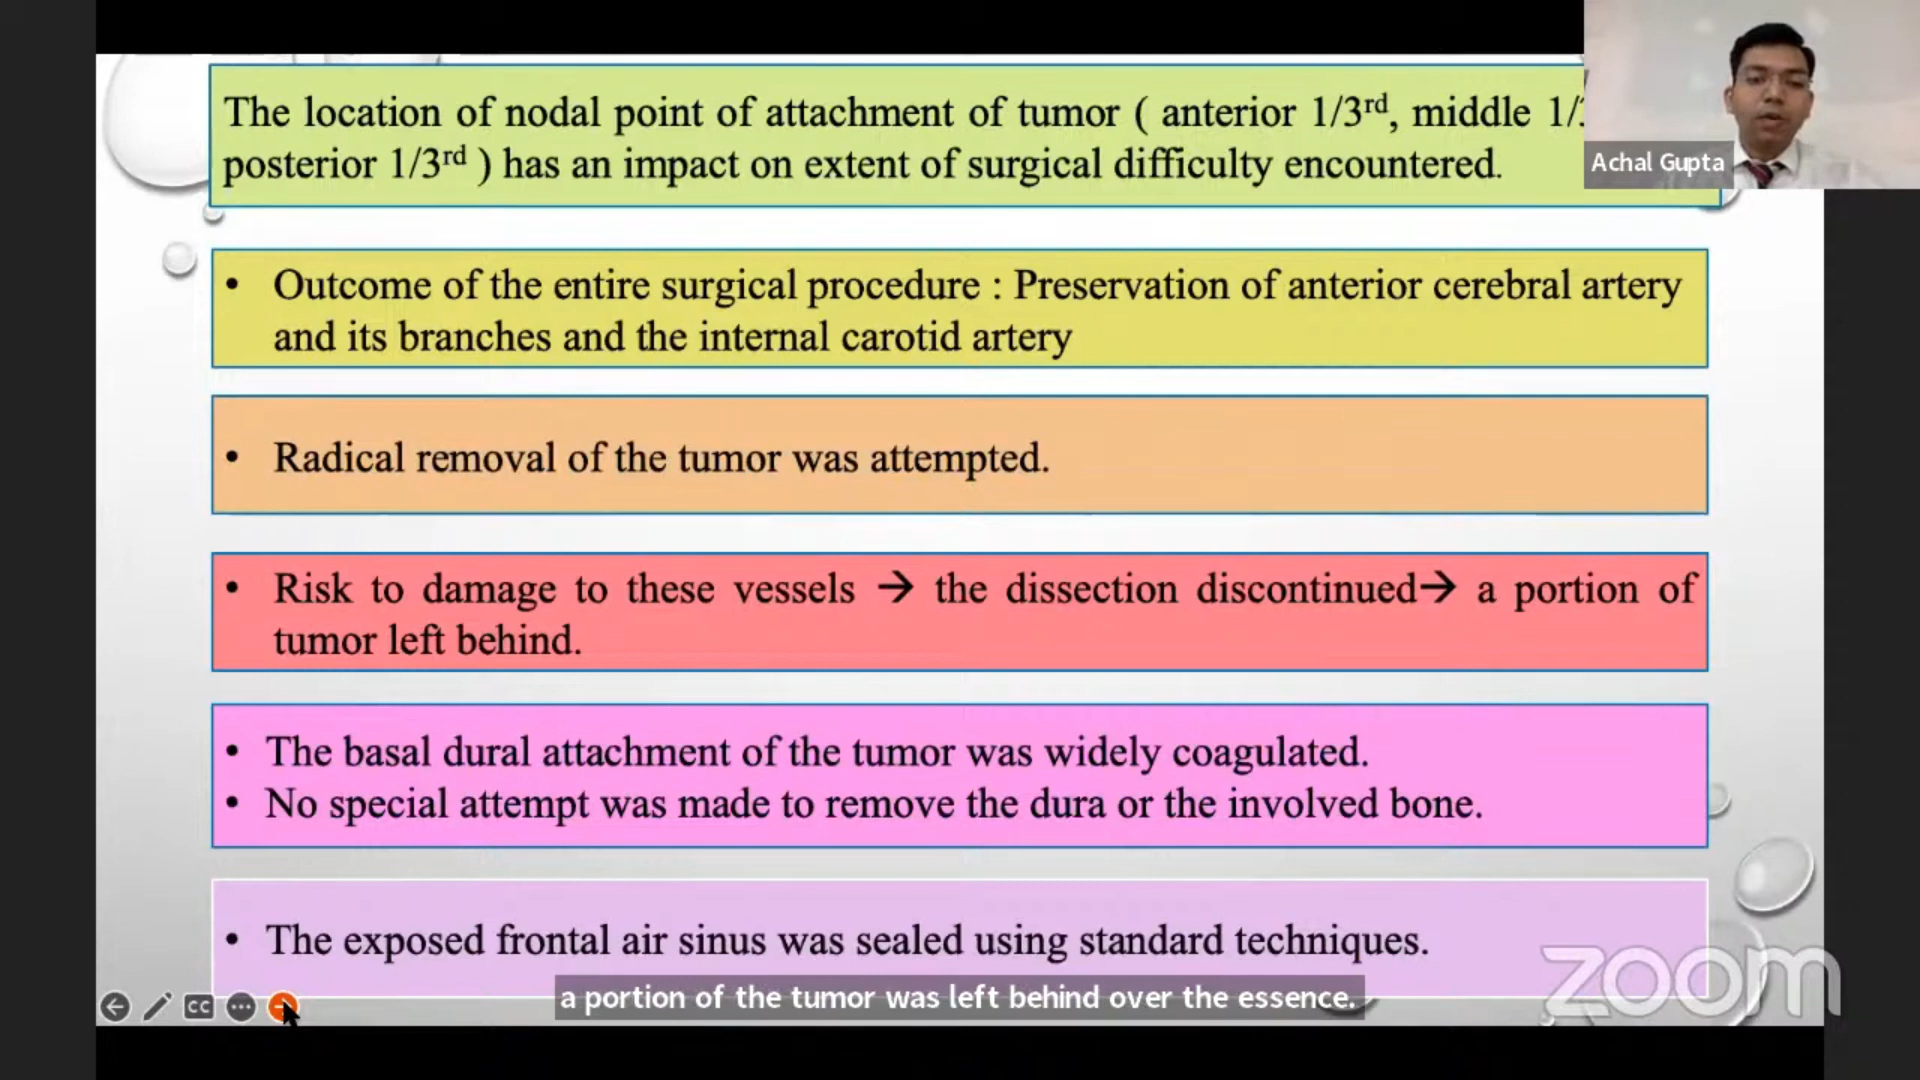 The location of nodal point of attachment of tumor ( anterior 1/3rd, middle
posterior 1/3rd ) has an impact on extent of surgical difficulty encountered.
Achal Gupta
• Outcome of the entire surgical procedure : Preservation of anterior cerebral artery
and its branches and the internal carotid artery
• Radical removal of the tumor was attempted.
• Risk to damage to these vessels → the dissection discontinued→ a portion of
tumor left behind.
• The basal dural attachment of the tumor was widely coagulated.
• No special attempt was made to remove the dura or the involved bone.
• The exposed frontal air sinus was sealed using standard techniques.
a portion of the tumor was left behind over the essence.
CC
zoom